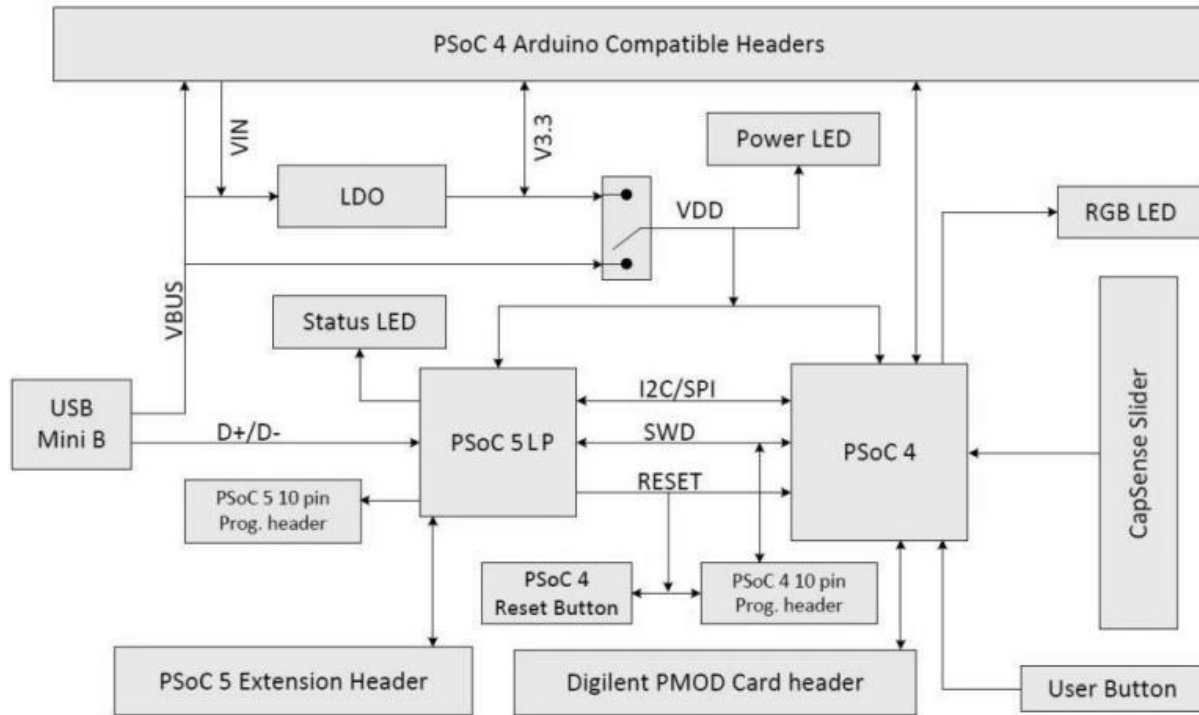 PSoC 4 Arduino Compatible Headers
VIN
V3.3
Power LED
LDO
VDD
RGB LED
VBUS
Status LED
CapSense Slider
USB
Mini B
D+/D-
PSoC 5LP
I2C/SPI
SWD
RESET
PSoC 4
PSoC 5 10 pin
Prog. header
PSoC 4
Reset Button
PSoC 4 10 pin
Prog. header
PSoC 5 Extension Header
Digilent PMOD Card header
User Button